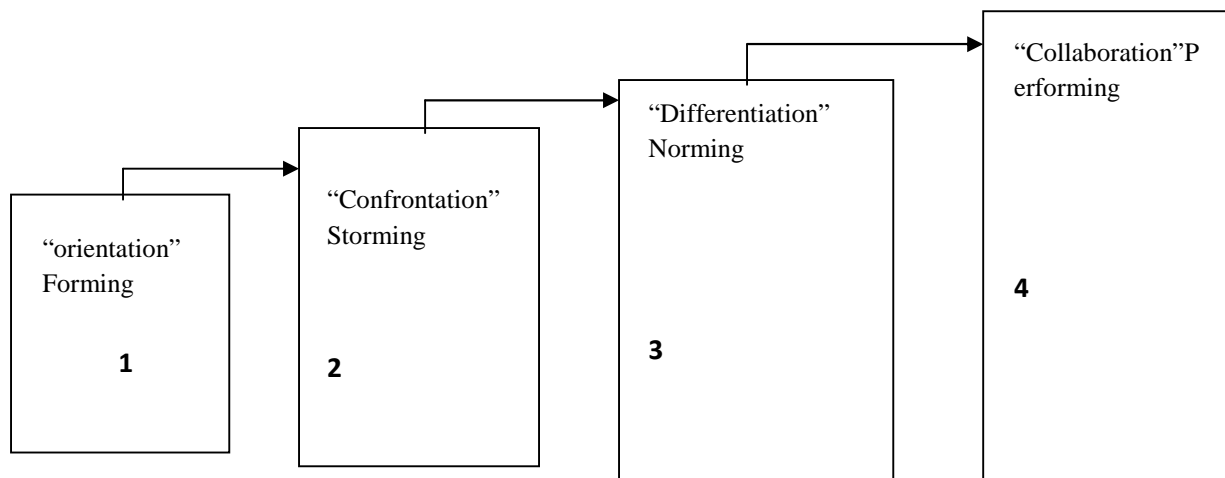 “orientation”
Forming
1
“Confrontation”
Storming
2
“Differentiation”
Norming
3
“Collaboration”P
erforming
4